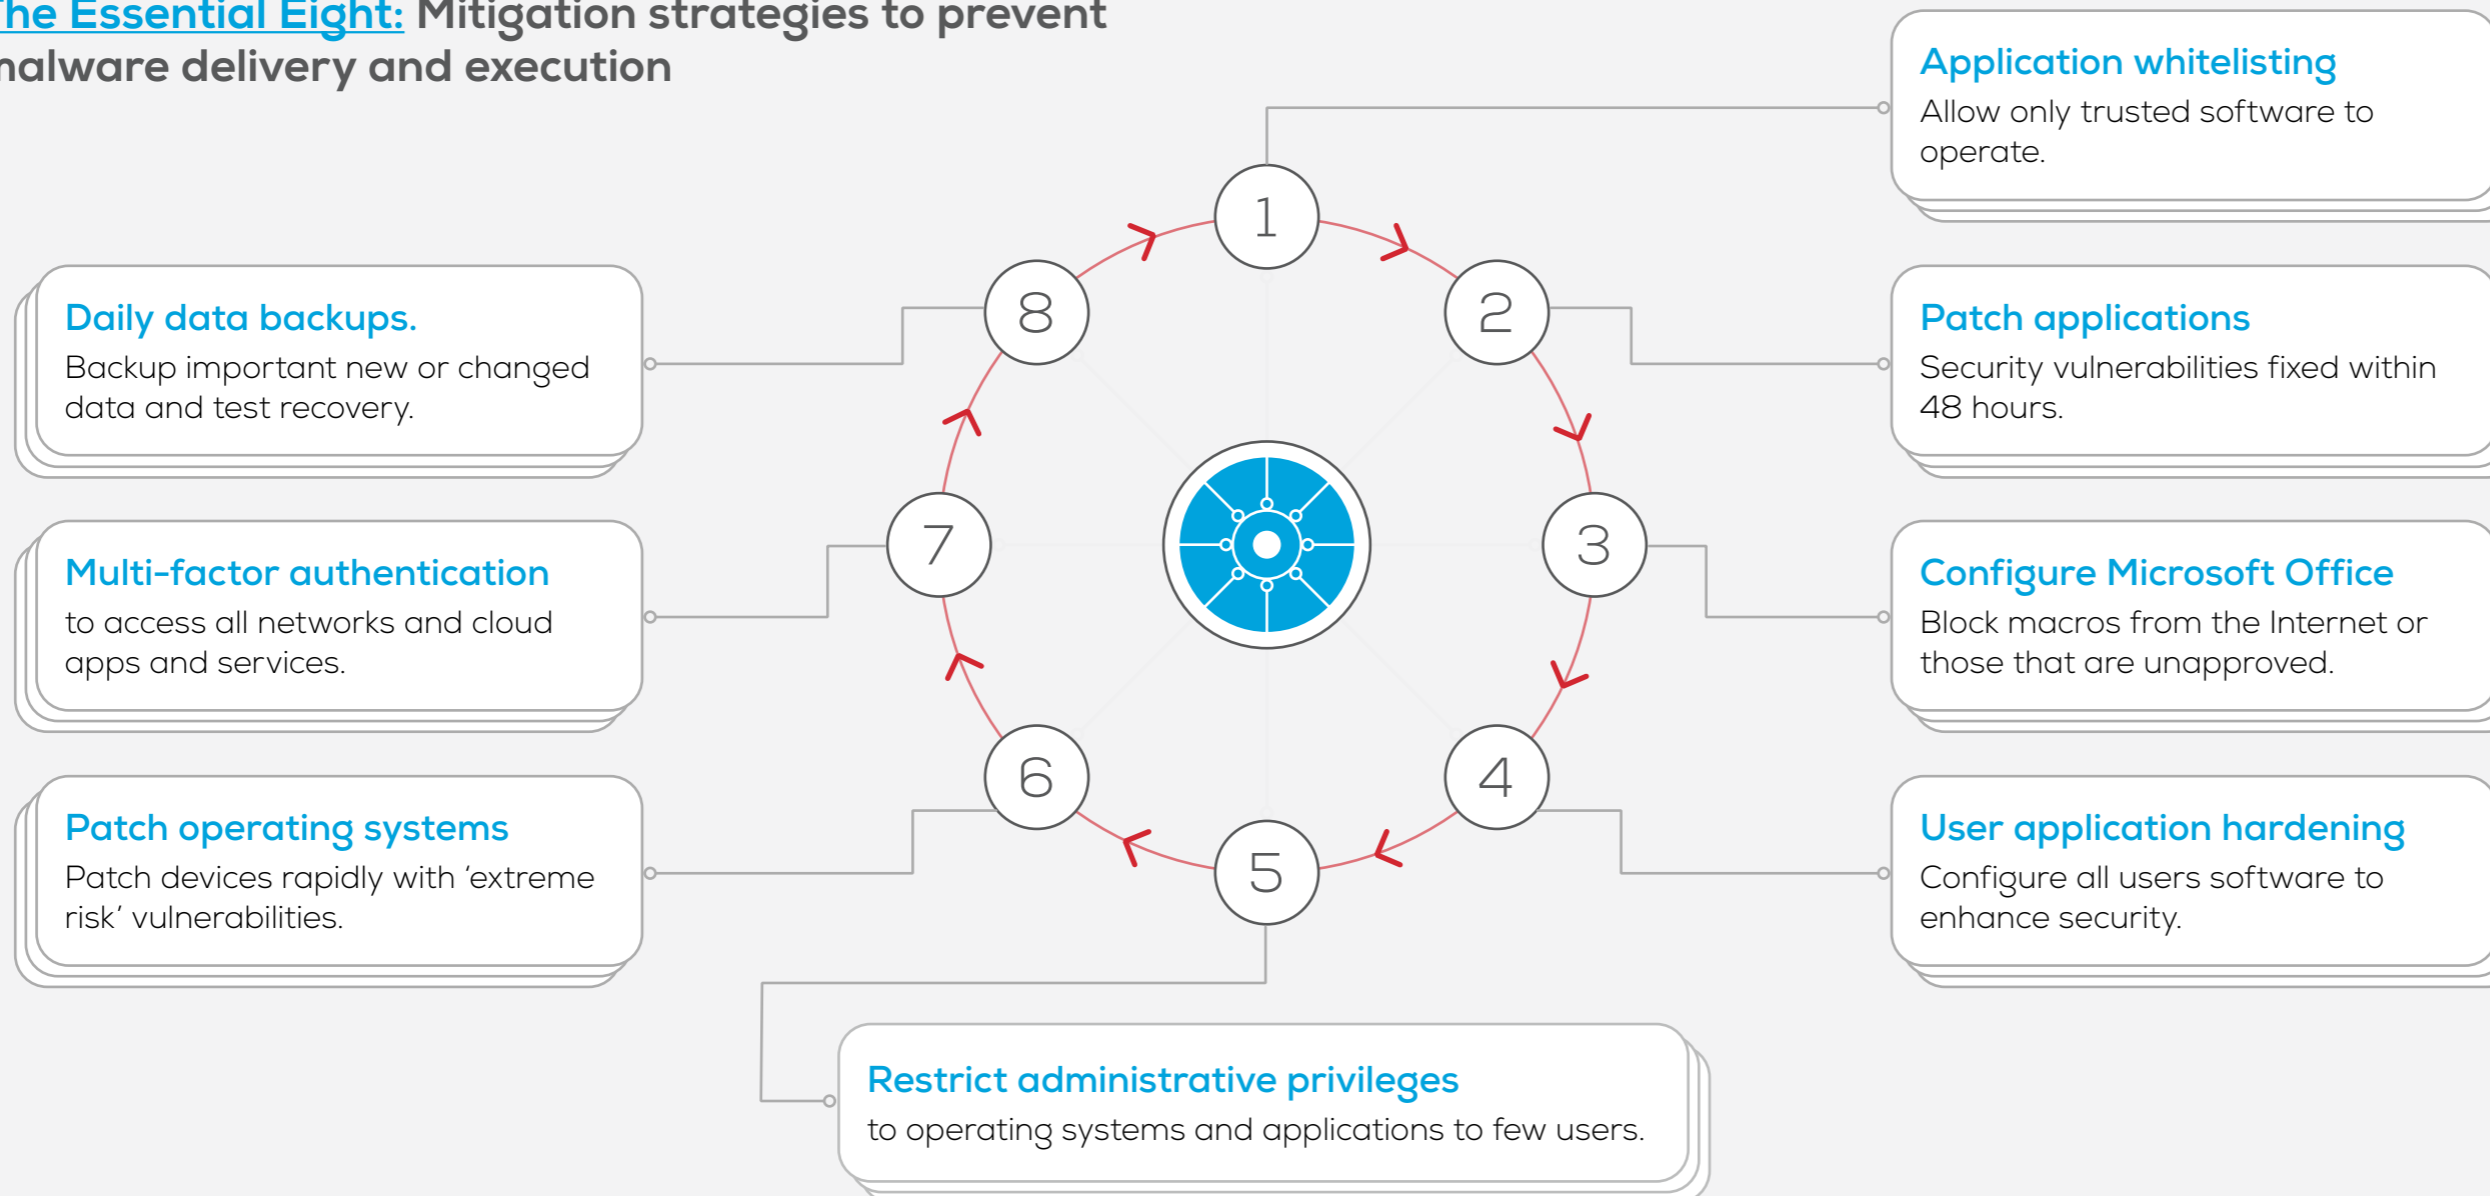 The Essential Eight: Mitigation strategies to prevent
malware delivery and execution
1
Application whitelisting
Allow only trusted software to
operate.
2
Patch applications
Security vulnerabilities fixed within
48 hours.
3
Configure Microsoft Office
Block macros from the Internet or
those that are unapproved.
4
User application hardening
Configure all users software to
enhance security.
5
Restrict administrative privileges
to operating systems and applications to few users.
6
Patch operating systems
Patch devices rapidly with ‘extreme
risk’ vulnerabilities.
7
Multi-factor authentication
to access all networks and cloud
apps and services.
8
Daily data backups.
Backup important new or changed
data and test recovery.